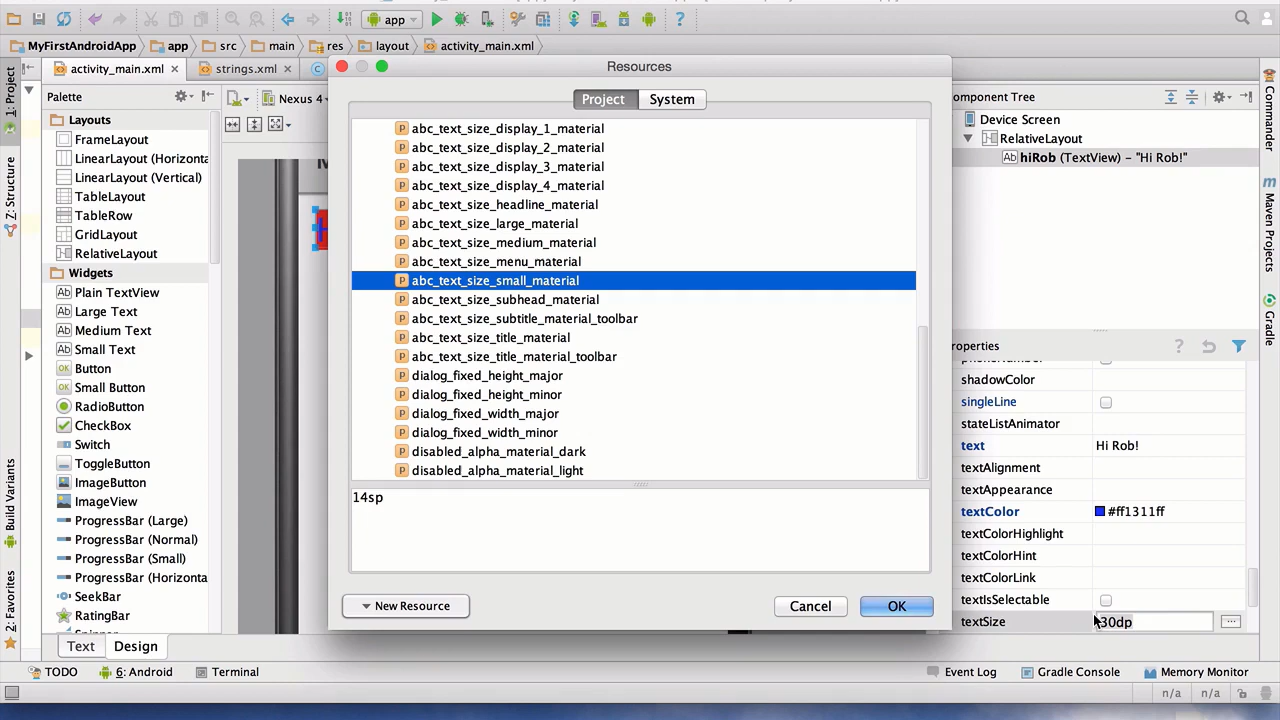 app
MyFirstAndroidApp
app
src
main
res
layout
activity_main.xml
activity_main.xml
strings.xml
1: Project
Z: Structure
Build Variants
2: Favorites
Palette
Nexus 4
Layouts
FrameLayout
LinearLayout (Horizonta
LinearLayout (Vertical)
TableLayout
TableRow
GridLayout
RelativeLayout
Widgets
Plain TextView
Large Text
Medium Text
Small Text
Button
Small Button
RadioButton
CheckBox
Switch
ToggleButton
ImageButton
ImageView
ProgressBar (Large)
ProgressBar (Normal)
ProgressBar (Small)
ProgressBar (Horizonta
SeekBar
RatingBar
Text
Design
Resources
Project
System
abc_text_size_display_1_material
abc_text_size_display_2_material
abc_text_size_display_3_material
abc_text_size_display_4_material
abc_text_size_headline_material
abc_text_size_large_material
abc_text_size_medium_material
abc_text_size_menu_material
abc_text_size_small_material
abc_text_size_subhead_material
abc_text_size_subtitle_material_toolbar
abc_text_size_title_material
abc_text_size_title_material_toolbar
dialog_fixed_height_major
dialog_fixed_height_minor
dialog_fixed_width_major
dialog_fixed_width_minor
disabled_alpha_material_dark
disabled_alpha_material_light
14sp
New Resource
Cancel
OK
omponent Tree
Device Screen
RelativeLayout
Ab hiRob (TextView) – "Hi Rob!"
roperties
shadowColor
singleLine
stateListAnimator
text Hi Rob!
textAlignment
textAppearance
textColor #ff1311ff
textColorHighlight
textColorHint
textColorLink
textIsSelectable
textSize 30dp
Commander
Maven Projects
Gradle
TODO
6: Android
Terminal
Event Log
Gradle Console
Memory Monitor
n/a
n/a